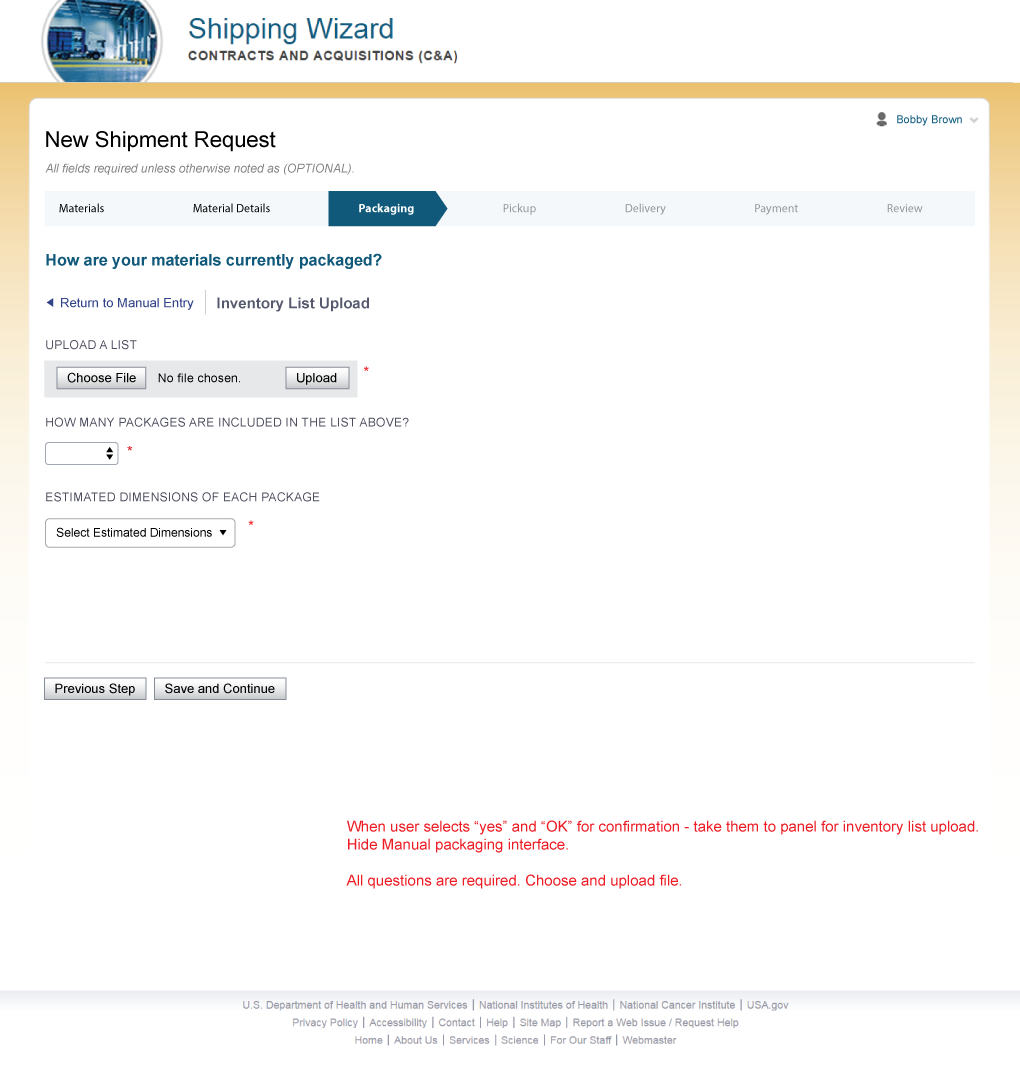 Shipping Wizard
CONTRACTS AND ACQUISITIONS (C&A)
Bobby Brown
New Shipment Request
All fields required unless otherwise noted as (OPTIONAL).
Materials Material Details Packaging Pickup Delivery Payment Review
How are your materials currently packaged?
Return to Manual Entry | Inventory List Upload
UPLOAD A LIST
Choose File No file chosen. Upload *
HOW MANY PACKAGES ARE INCLUDED IN THE LIST ABOVE?
*
ESTIMATED DIMENSIONS OF EACH PACKAGE
Select Estimated Dimensions *
Previous Step Save and Continue
When user selects “yes” and “OK” for confirmation - take them to panel for inventory list upload.
Hide Manual packaging interface.
All questions are required. Choose and upload file.
U.S. Department of Health and Human Services | National Institutes of Health | National Cancer Institute | USA.gov
Privacy Policy | Accessibility | Contact | Help | Site Map | Report a Web Issue / Request Help
Home | About Us | Services | Science | For Our Staff | Webmaster